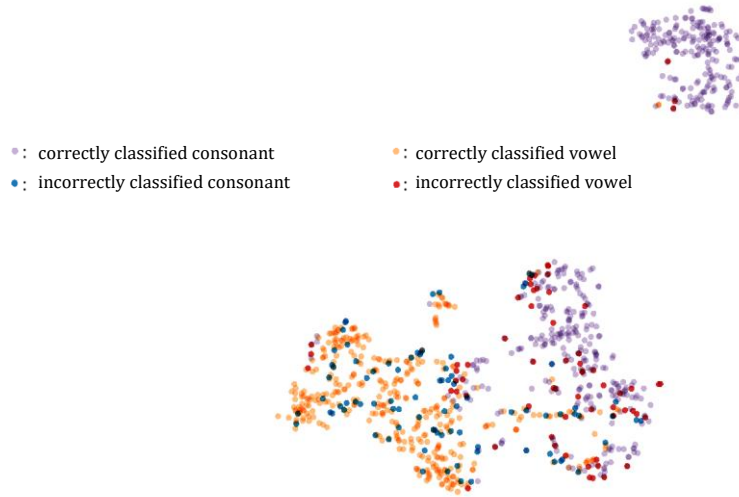 : correctly classified consonant : correctly classified vowel
: incorrectly classified consonant : incorrectly classified vowel